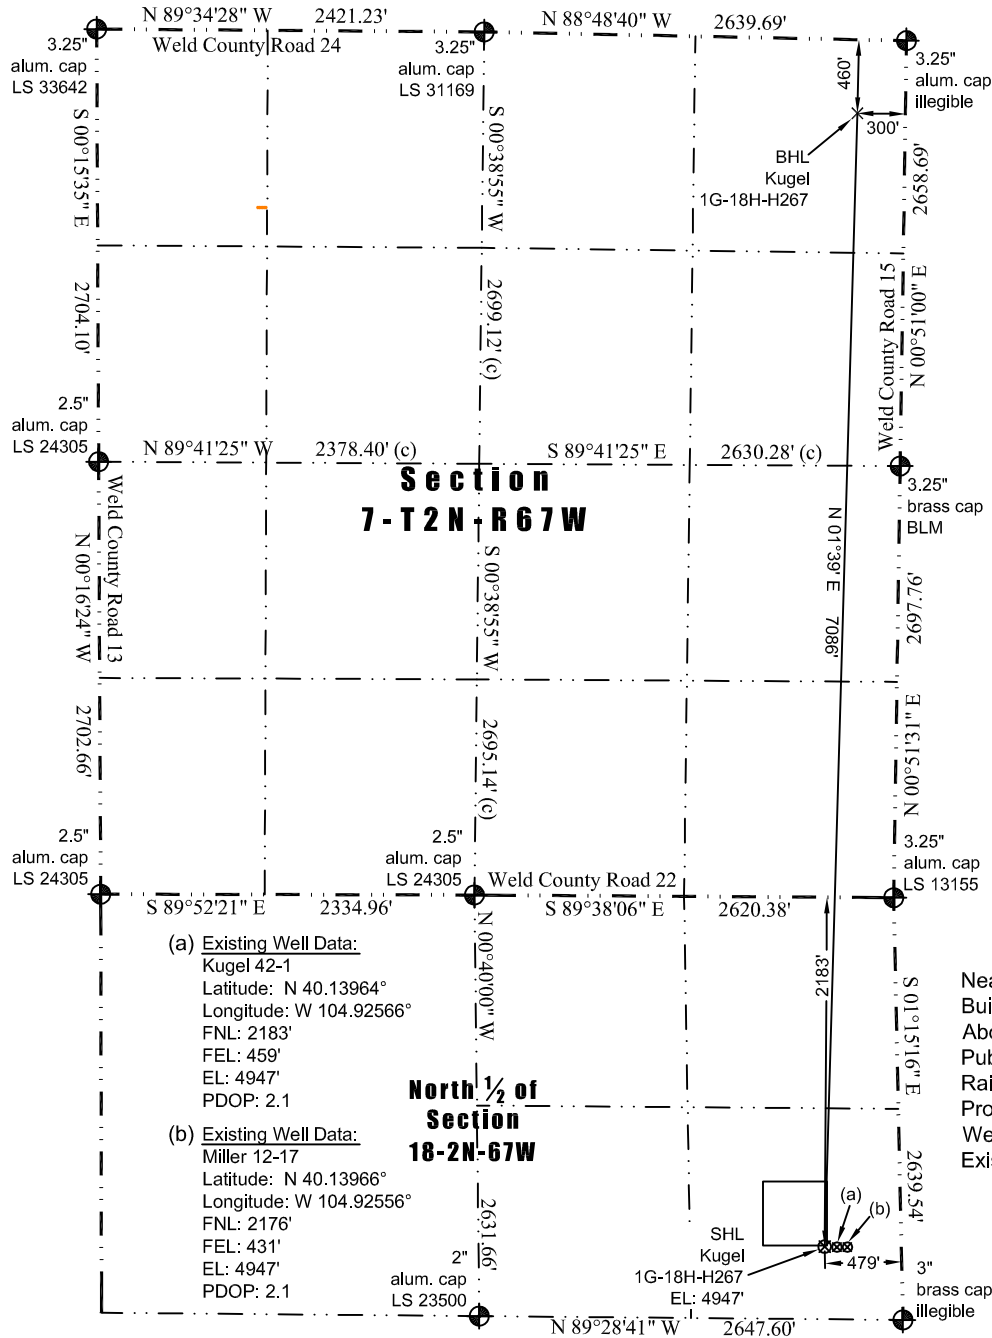 N 89°34'28" W 2421.23'
N 88°48'40" W 2639.69'
Weld County Road 24
3.25"
alum. cap
LS 33642
3.25"
alum. cap
LS 31169
3.25"
alum. cap
illegible
460'
300'
BHL
Kugel
1G-18H-H267
S 00°15'35" E
2704.10'
S 00°38'55" W
2699.12' (c)
2658.69'
N 00°51'00" E
Weld County Road 15
2.5"
alum. cap
LS 24305
N 89°41'25" W 2378.40' (c)
S 89°41'25" E 2630.28' (c)
Section
7-T2N-R67W
3.25"
brass cap
BLM
Weld County Road 13
N 00°16'24" W
2702.66'
S 00°38'55" W
2695.14' (c)
N 01°39' E 7086'
2697.76'
N 00°51'31" E
2.5"
alum. cap
LS 24305
2.5"
alum. cap
LS 24305
3.25"
alum. cap
LS 13155
Weld County Road 22
S 89°52'21" E 2334.96'
S 89°38'06" E 2620.38'
(a) Existing Well Data:
Kugel 42-1
Latitude: N 40.13964°
Longitude: W 104.92566°
FNL: 2183'
FEL: 459'
EL: 4947'
PDOP: 2.1
(b) Existing Well Data:
Miller 12-17
Latitude: N 40.13966°
Longitude: W 104.92556°
FNL: 2176'
FEL: 431'
EL: 4947'
PDOP: 2.1
N 00°40'00" W
2631.66'
North ½ of
Section
18-2N-67W
2183'
S 01°15'16" E
2639.54'
Nea
Bui
Abo
Pub
Rai
Pro
We
Exis
(a)
(b)
SHL
Kugel
1G-18H-H267
EL: 4947'
479'
2"
alum. cap
LS 23500
3"
brass cap
illegible
N 89°28'41" W 2647.60'